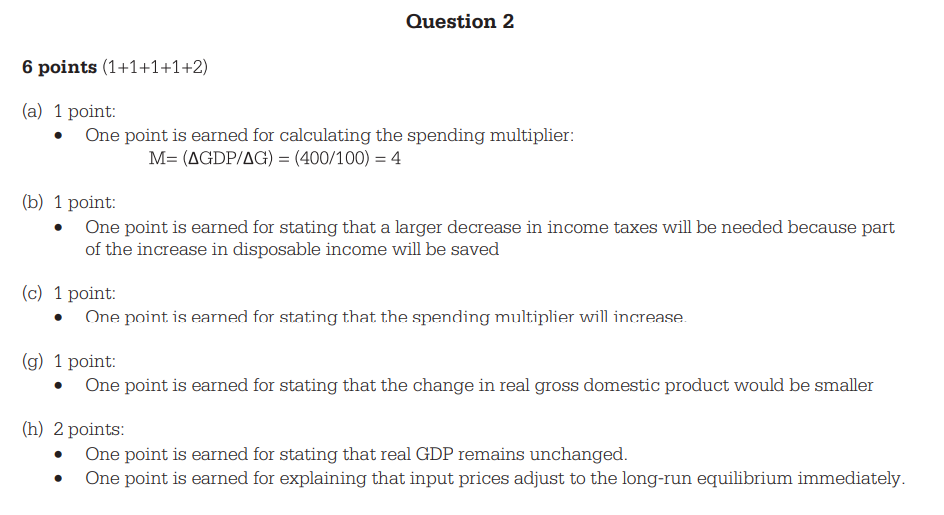 Question 2
6 points (1+1+1+1+2)
(a) 1 point:
• One point is earned for calculating the spending multiplier:
M= (ΔGDP/ΔG) = (400/100) = 4
(b) 1 point:
• One point is earned for stating that a larger decrease in income taxes will be needed because part
of the increase in disposable income will be saved
(c) 1 point:
• One point is earned for stating that the spending multiplier will increase.
(g) 1 point:
• One point is earned for stating that the change in real gross domestic product would be smaller
(h) 2 points:
• One point is earned for stating that real GDP remains unchanged.
• One point is earned for explaining that input prices adjust to the long-run equilibrium immediately.